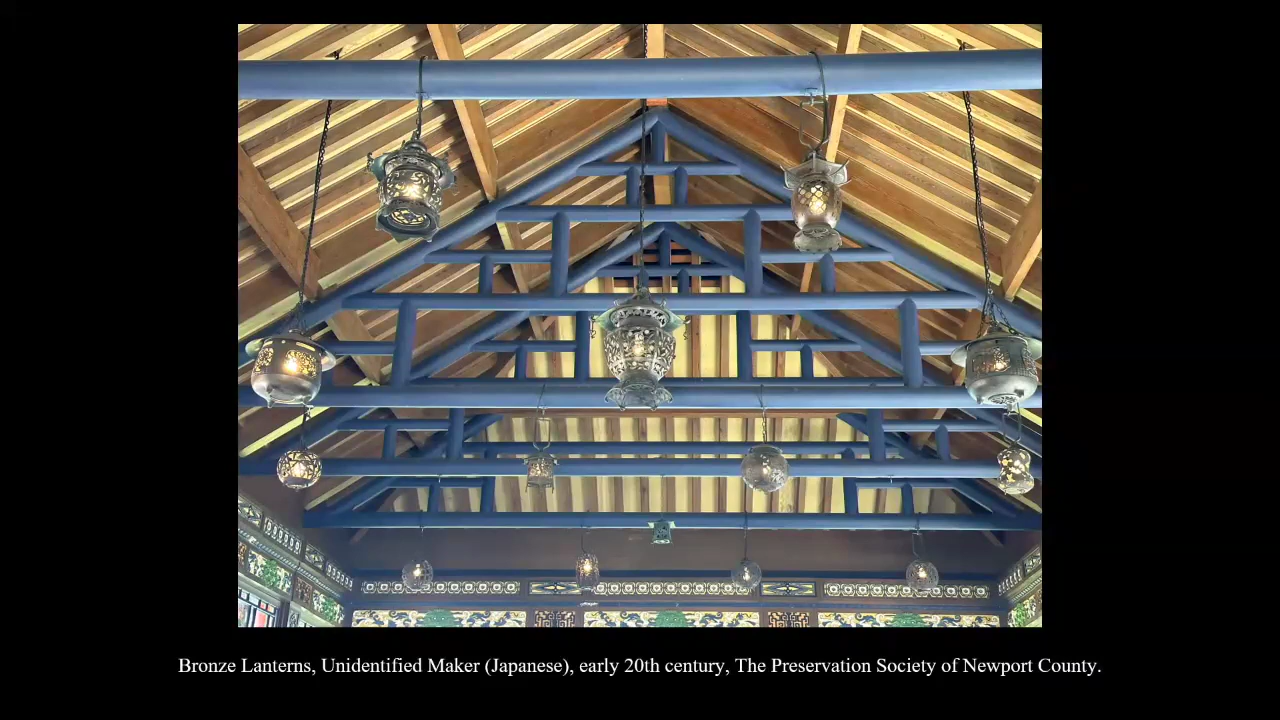 Bronze Lanterns, Unidentified Maker (Japanese), early 20th century, The Preservation Society of Newport County.